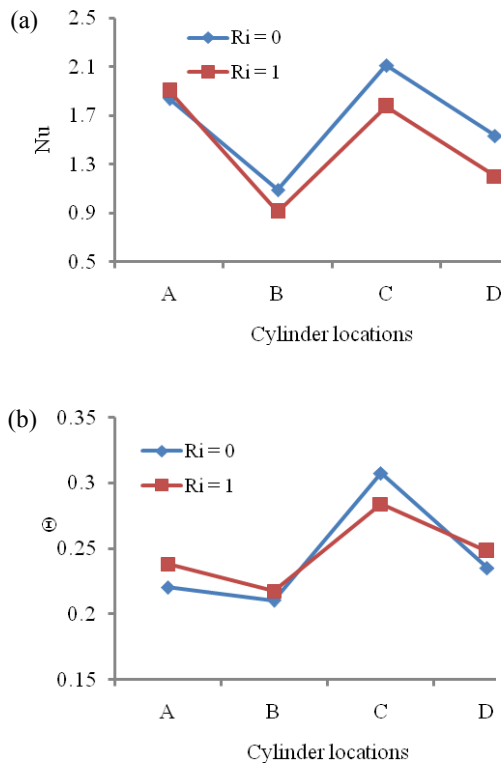 (a)
2.5
2.1
1.7
1.3
0.9
0.5
Nu
Ri = 0
Ri = 1
A B C D
Cylinder locations
(b)
0.35
0.3
0.25
0.2
0.15
Θ
Ri = 0
Ri = 1
A B C D
Cylinder locations